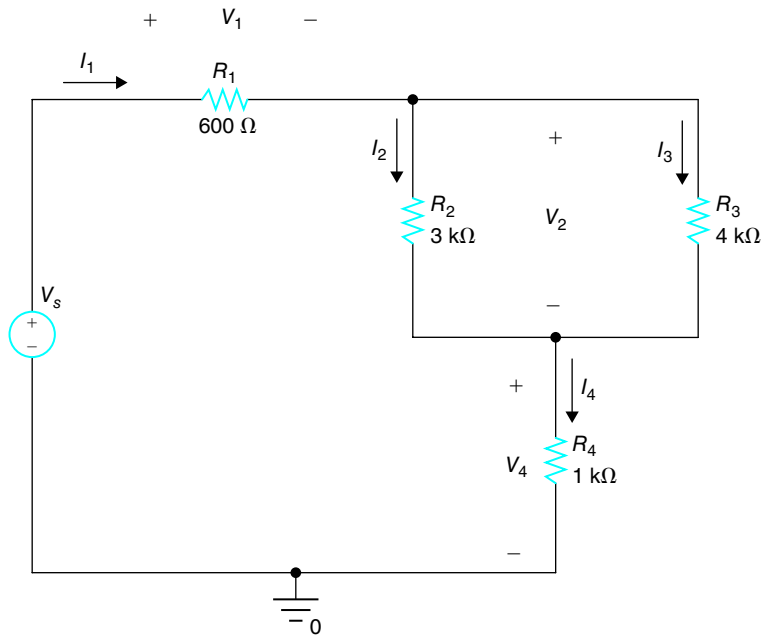 + V₁ −
I₁
R₁
600 Ω
I₂
+
I₃
R₂
3 kΩ
V₂
R₃
4 kΩ
Vₛ
+
−
−
+
I₄
V₄
R₄
1 kΩ
−
0